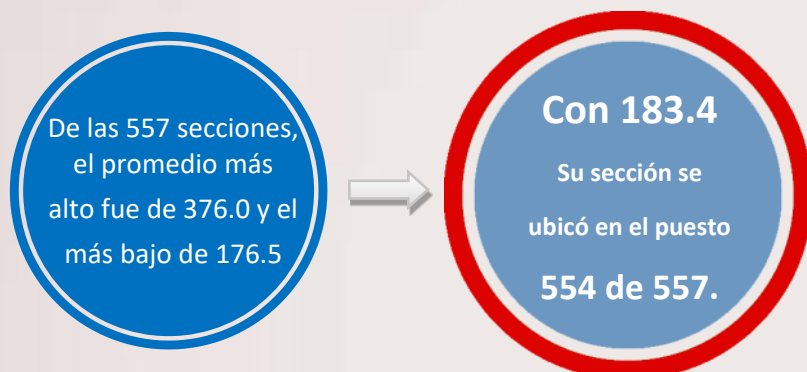 De las 557 secciones,
el promedio más
alto fue de 376.0 y el
más bajo de 176.5
Con 183.4
Su sección se
ubicó en el puesto
554 de 557.